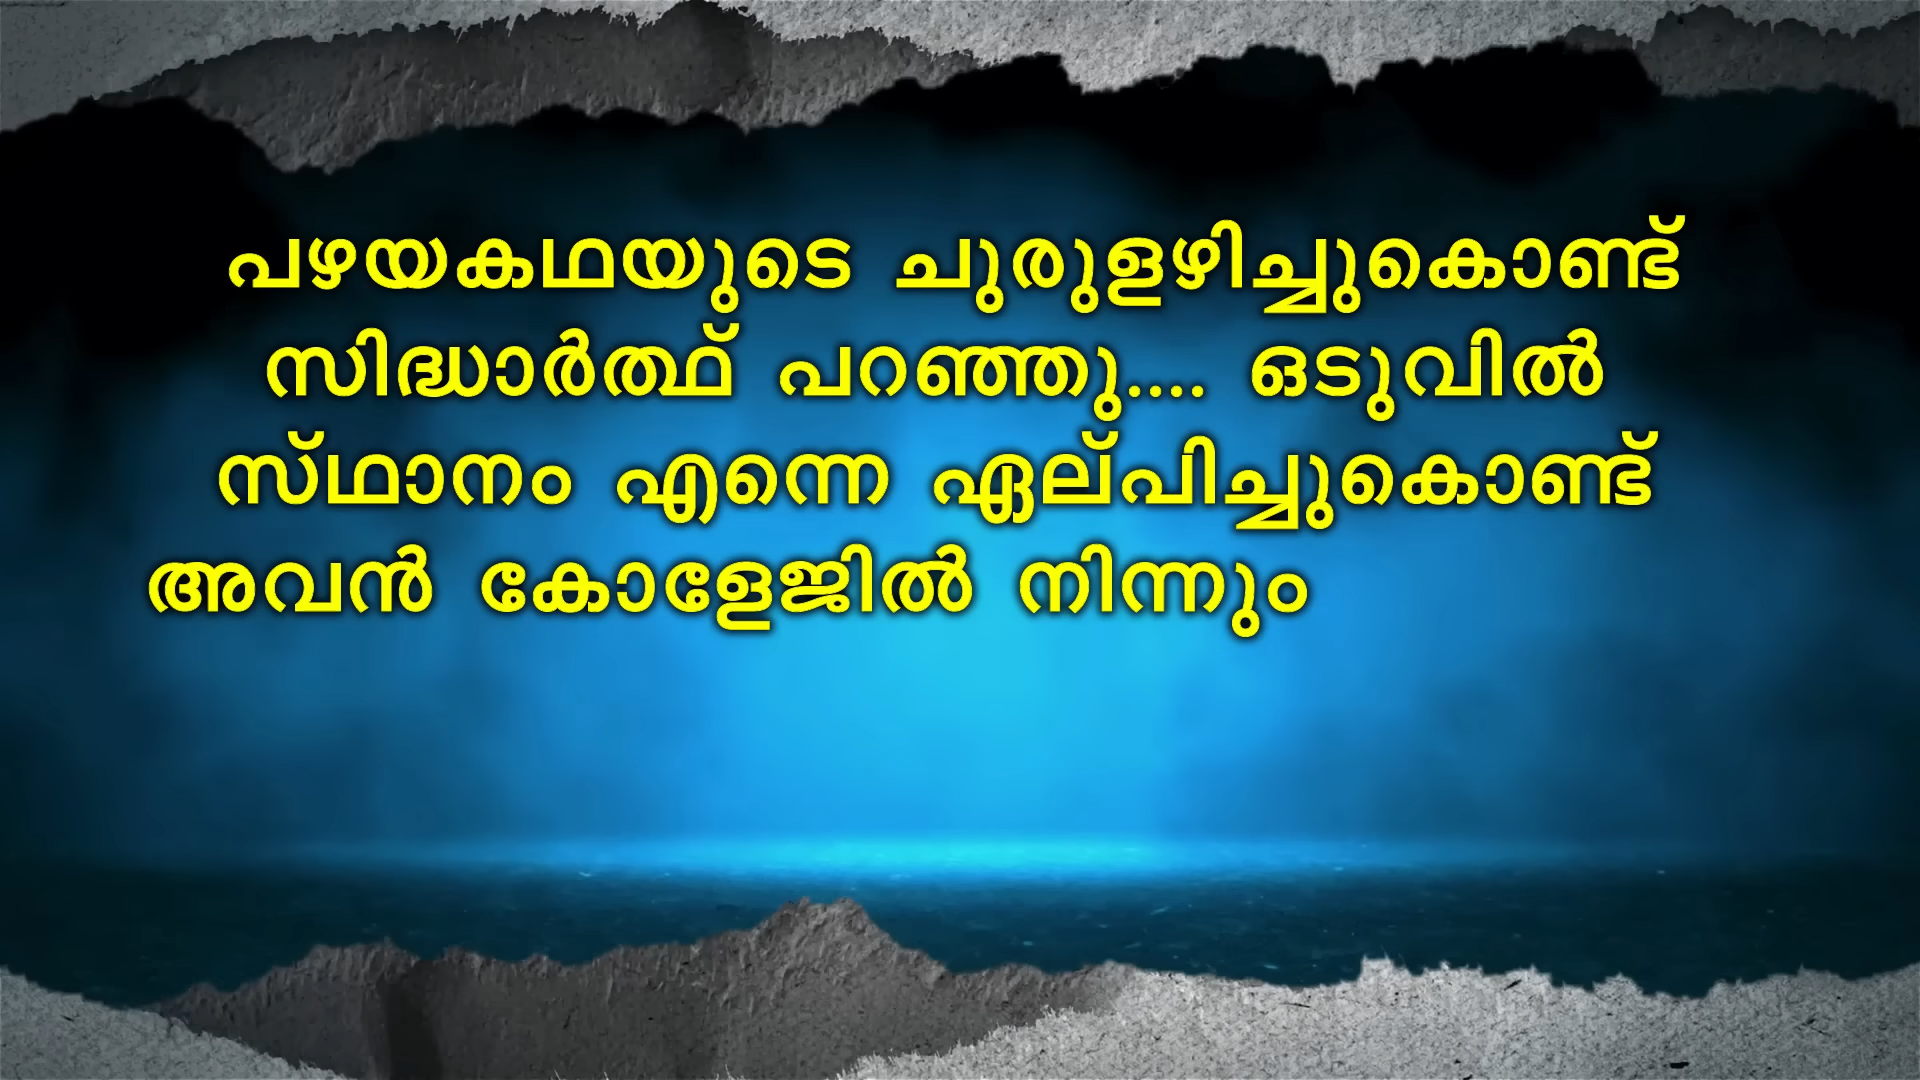 പഴയകഥയുടെ ചുരുളഴിച്ചുകൊണ്ട്
സിദ്ധാർത്ഥ് പറഞ്ഞു.... ഒടുവിൽ
സ്ഥാനം എന്നെ ഏല്പിച്ചുകൊണ്ട്
അവൻ കോളേജിൽ നിന്നും